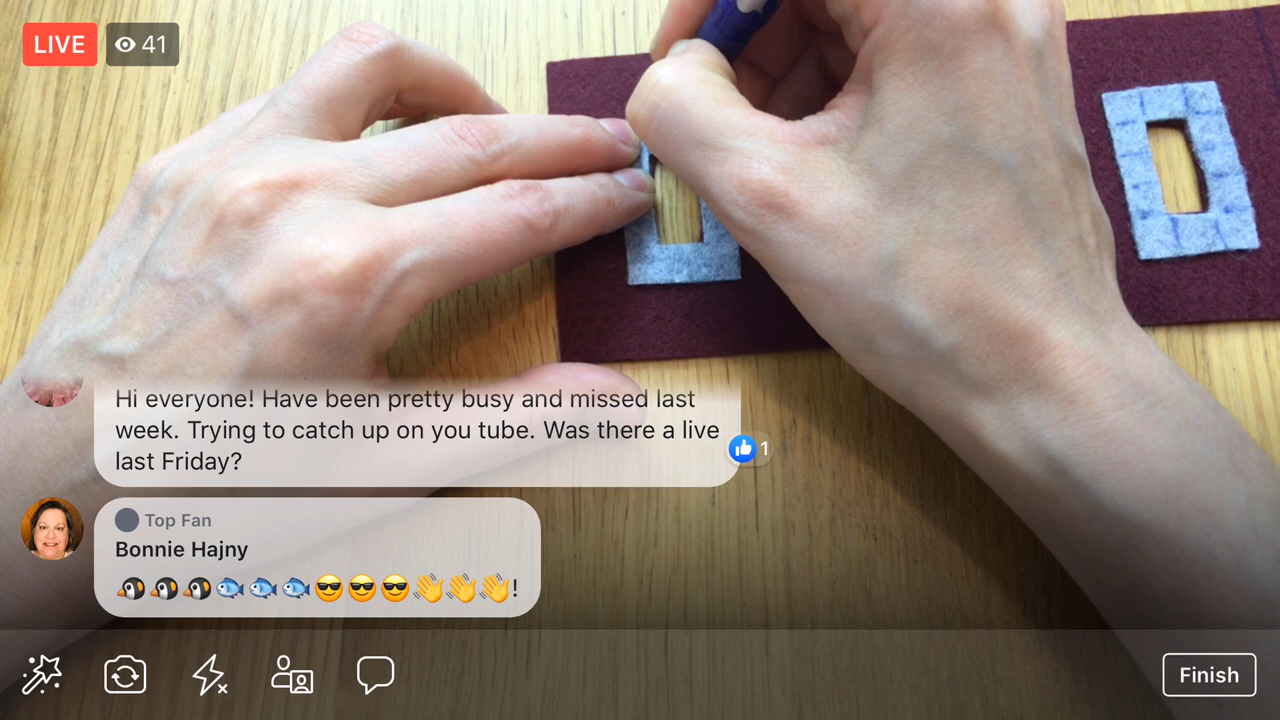 LIVE 41
Hi everyone! Have been pretty busy and missed last
week. Trying to catch up on you tube. Was there a live
last Friday?
1
Top Fan
Bonnie Hajny
🐧🐧🐧🐟🐟🐟😎😎😎👋👋👋!
Finish